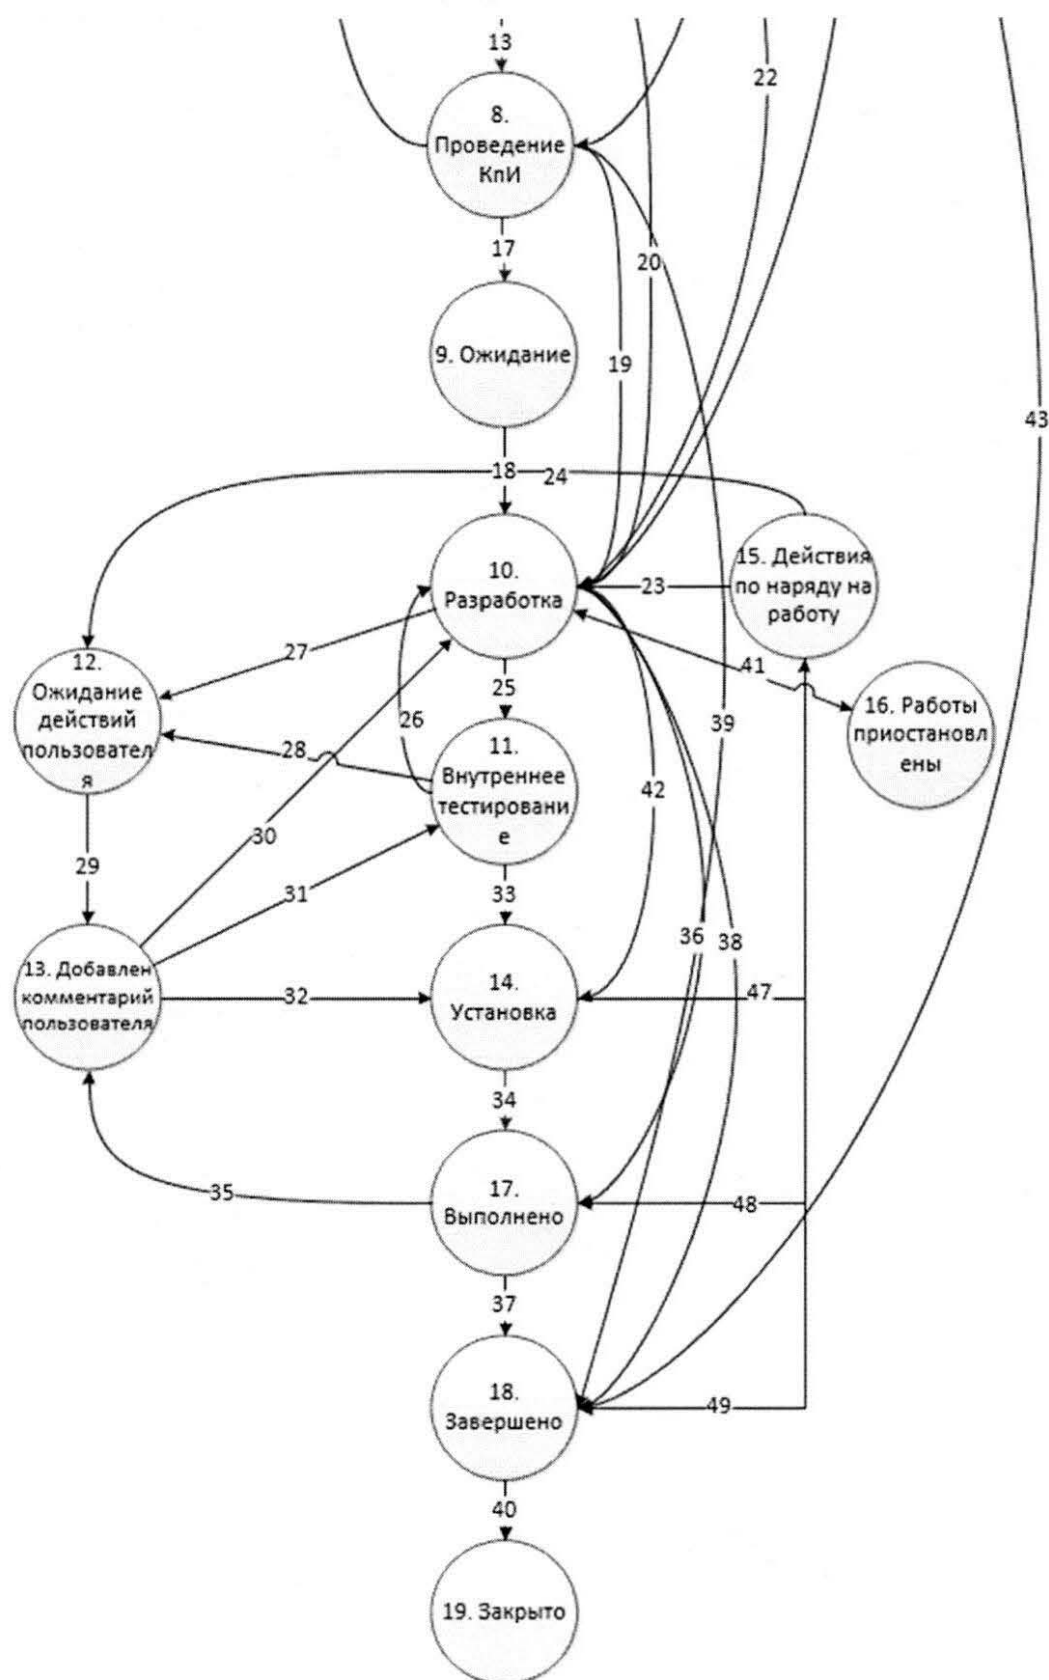 13
22
8.
Проведение
КпИ
17
20
9. Ожидание
19
43
18
24
10.
Разработка
23
15. Действия
по наряду на
работу
27
12.
Ожидание
действий
пользовател
я
25
41
16. Работы
приостановл
ены
26
39
28
11.
Внутреннее
тестировани
е
42
30
29
31
33
36
38
13. Добавлен
комментарий
пользователя
32
14.
Установка
47
34
35
17.
Выполнено
48
37
18.
Завершено
49
40
19. Закрыто